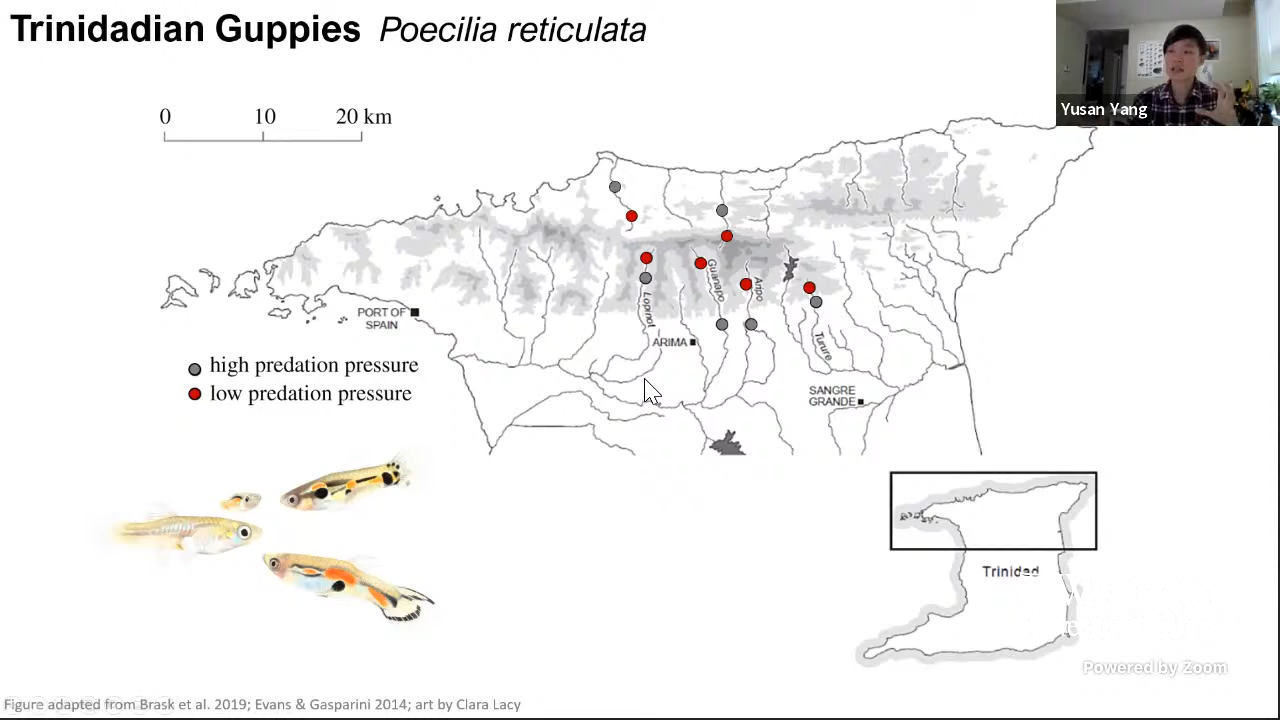 Trinidadian Guppies Poecilia reticulata
Yusan Yang
0 10 20 km
PORT OF
SPAIN
Lopinot
Guanapo
Aripo
Turure
ARIMA
SANGRE
GRANDE
high predation pressure
low predation pressure
Trinidad
Powered by Zoom
Figure adapted from Brask et al. 2019; Evans & Gasparini 2014; art by Clara Lacy